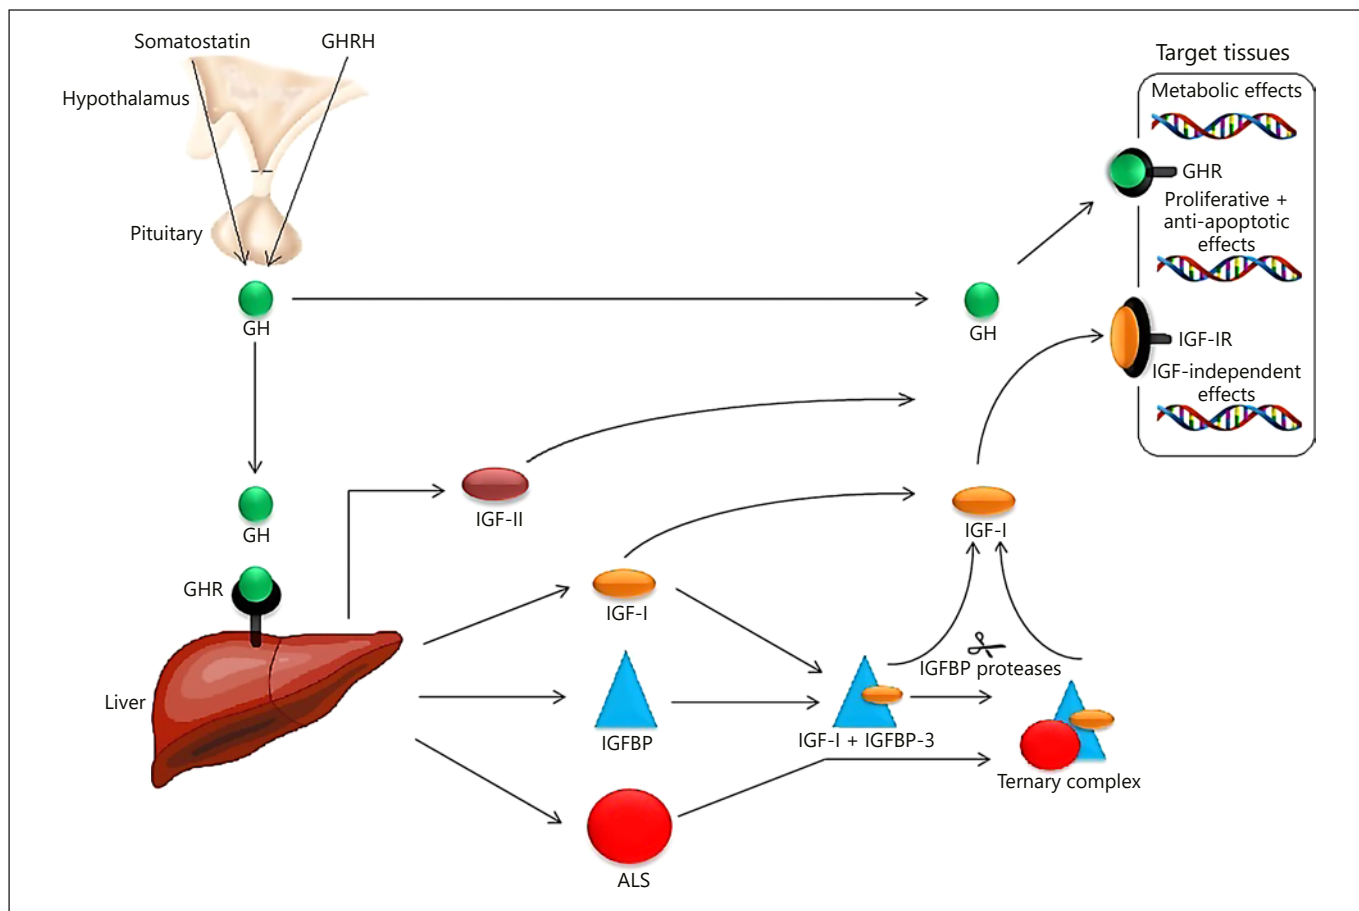 Somatostatin
GHRH
Hypothalamus
Pituitary
GH
GH
GHR
Liver
IGF-II
IGF-I
IGFBP
ALS
GH
IGF-I
IGFBP proteases
IGF-I + IGFBP-3
Ternary complex
Target tissues
Metabolic effects
GHR
Proliferative +
anti-apoptotic
effects
IGF-IR
IGF-independent
effects